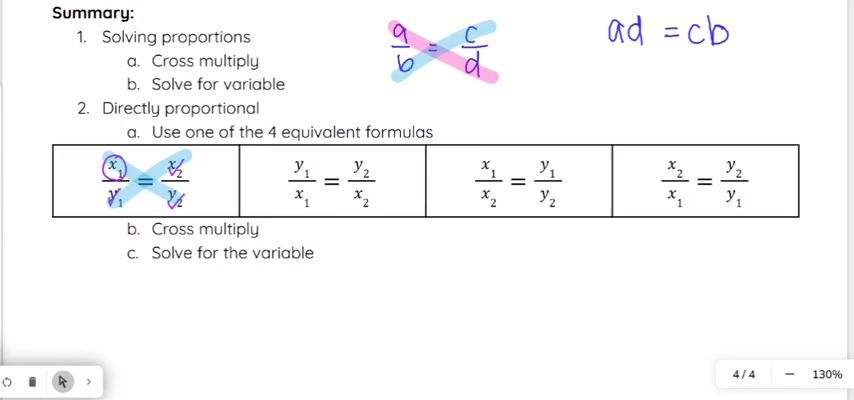 Summary:
1. Solving proportions
a. Cross multiply
b. Solve for variable
a/b = c/d
ad = cb
2. Directly proportional
a. Use one of the 4 equivalent formulas
x₁/y₁ = x₂/y₂ y₁/x₁ = y₂/x₂ x₁/x₂ = y₁/y₂ x₂/x₁ = y₂/y₁
b. Cross multiply
c. Solve for the variable
4 / 4 — 130%